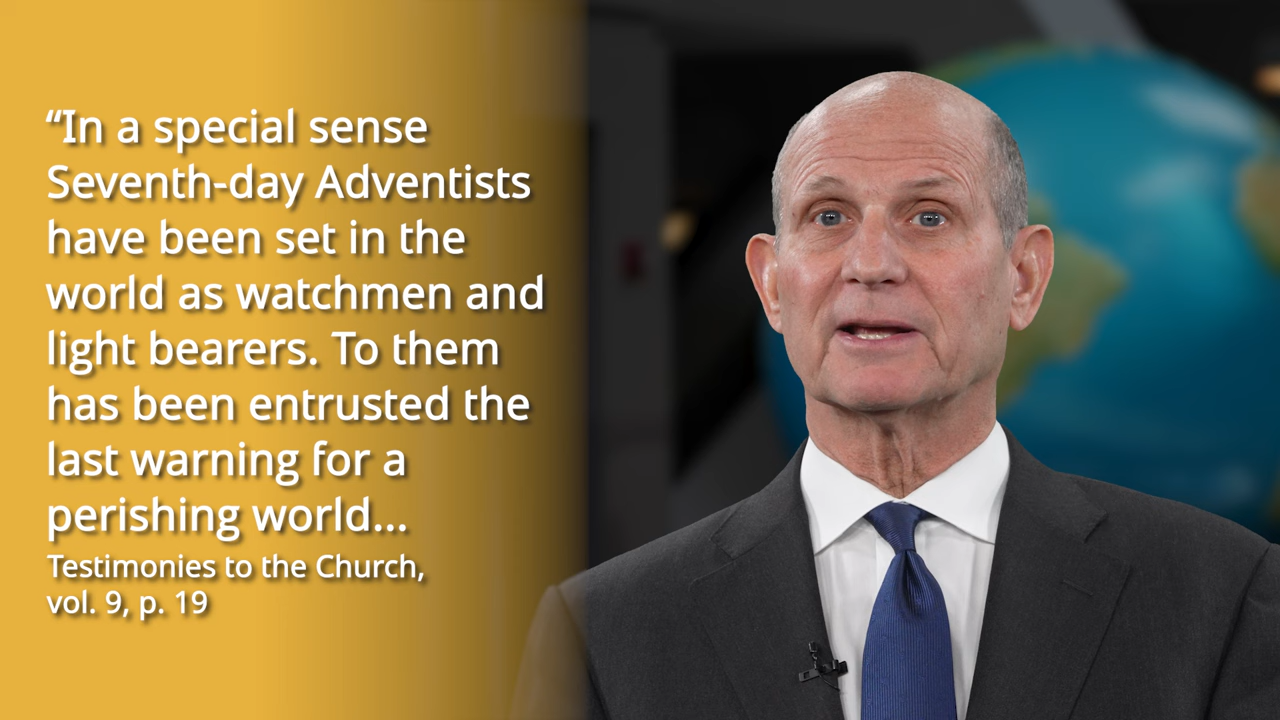 “In a special sense
Seventh-day Adventists
have been set in the
world as watchmen and
light bearers. To them
has been entrusted the
last warning for a
perishing world...
Testimonies to the Church,
vol. 9, p. 19